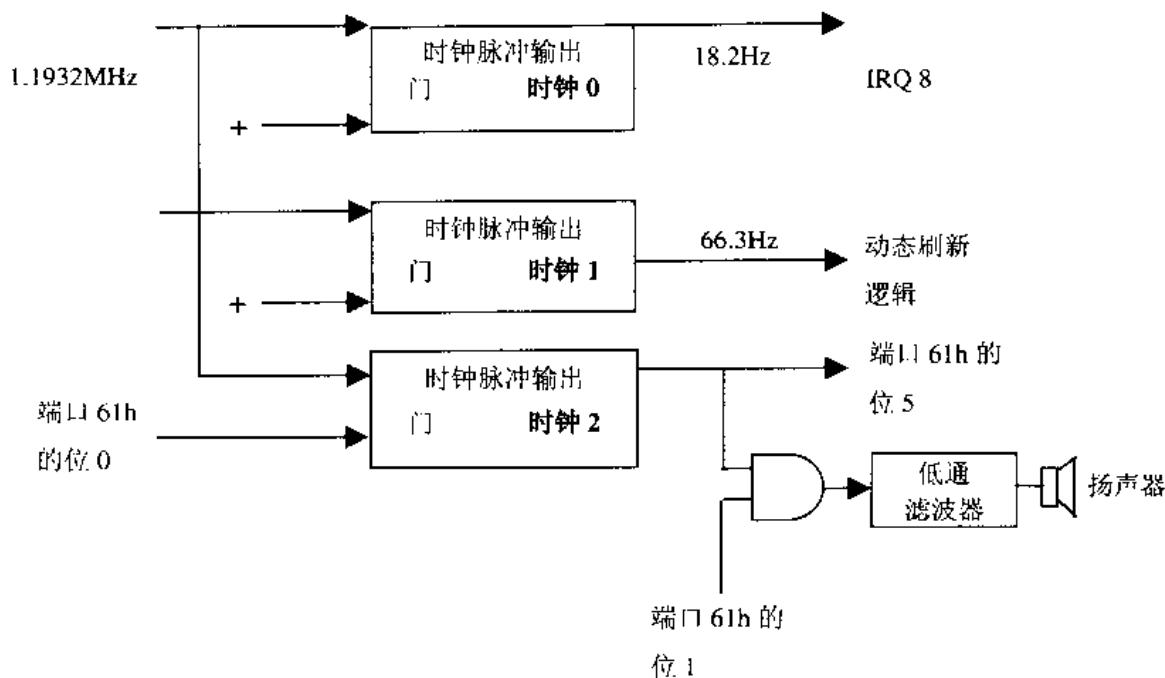 时钟脉冲输出
18.2Hz
1.1932MHz
门 时钟 0
IRQ 8
+
时钟脉冲输出
66.3Hz
动态刷新
门 时钟 1
逻辑
+
端口 61h 的
时钟脉冲输出
位 5
端口 61h
门 时钟 2
的位 0
低通
滤波器
扬声器
端口 61h 的
位 1